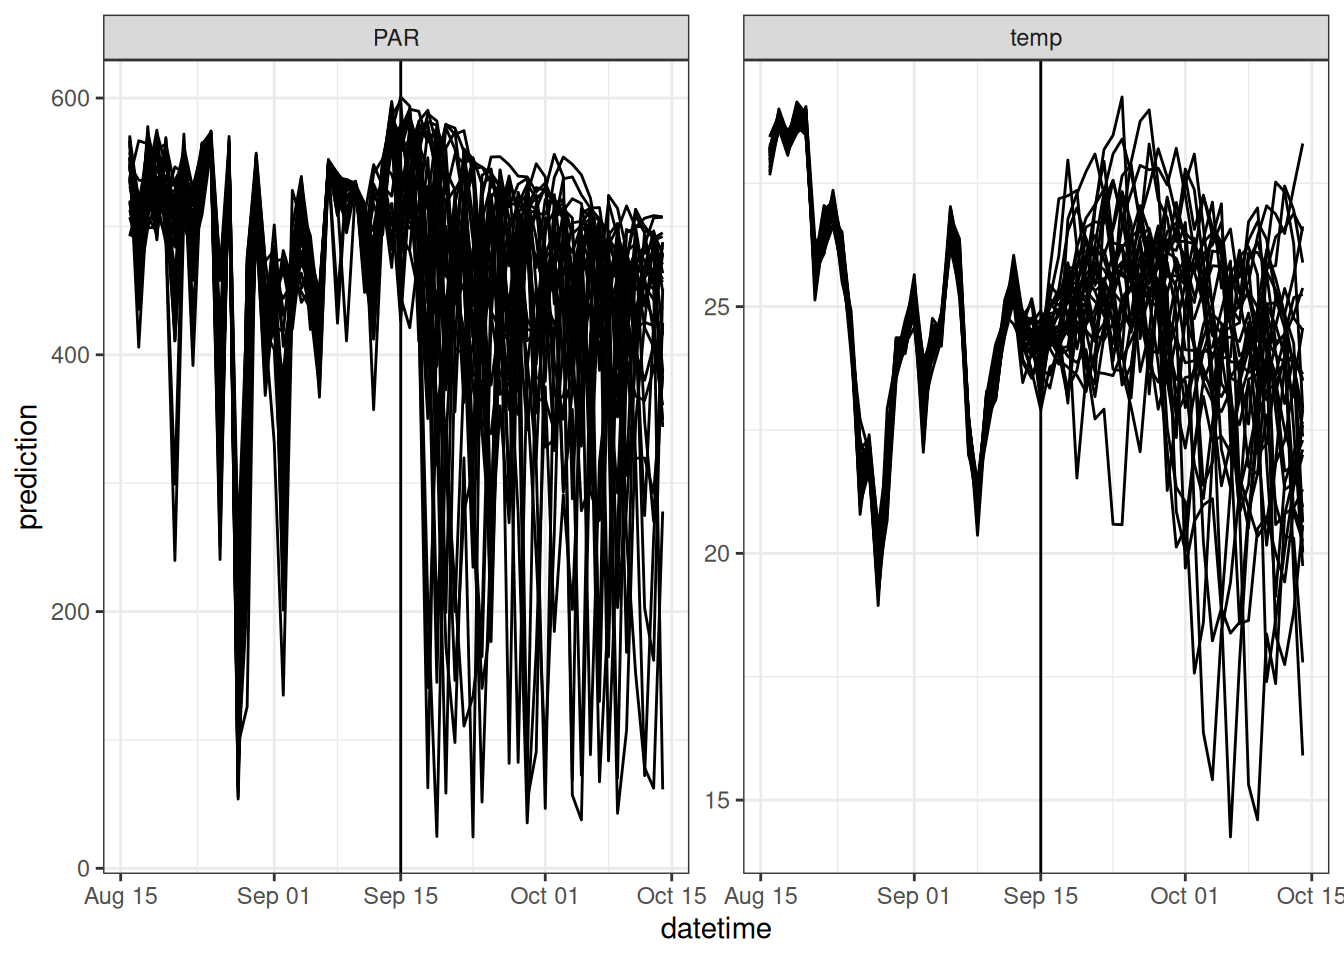 PAR
temp
600
400
200
0
25
20
15
prediction
Aug 15
Sep 01
Sep 15
Oct 01
Oct 15
Aug 15
Sep 01
Sep 15
Oct 01
Oct 15
datetime